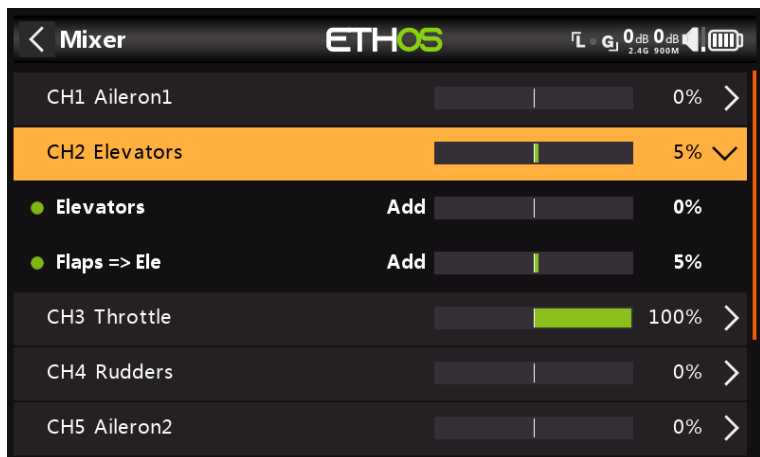 Mixer ETHOS L G 0dB 2.4G 0dB 900M
CH1 Aileron1 0%
CH2 Elevators 5%
Elevators Add 0%
Flaps => Ele Add 5%
CH3 Throttle 100%
CH4 Rudders 0%
CH5 Aileron2 0%